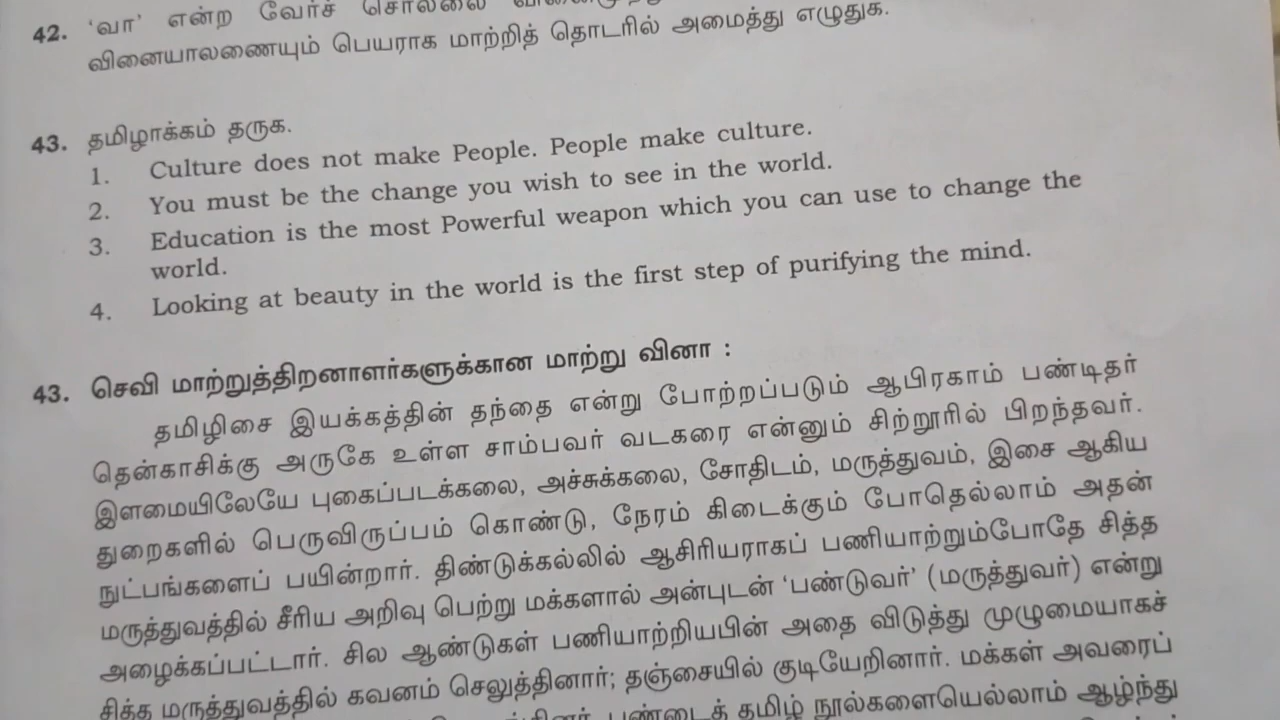 42. 'வா' என்ற வேர்ச் சொல்லை
வினையாலணையும் பெயராக மாற்றித் தொடரில் அமைத்து எழுதுக.
43. தமிழாக்கம் தருக.
1. Culture does not make People. People make culture.
2. You must be the change you wish to see in the world.
3. Education is the most Powerful weapon which you can use to change the
world.
4. Looking at beauty in the world is the first step of purifying the mind.
43. செவி மாற்றுத்திறனாளர்களுக்கான மாற்று வினா :
தமிழிசை இயக்கத்தின் தந்தை என்று போற்றப்படும் ஆபிரகாம் பண்டிதர்
தென்காசிக்கு அருகே உள்ள சாம்பவர் வடகரை என்னும் சிற்றூரில் பிறந்தவர்.
இளமையிலேயே புகைப்படக்கலை, அச்சுக்கலை, சோதிடம், மருத்துவம், இசை ஆகிய
துறைகளில் பெருவிருப்பம் கொண்டு, நேரம் கிடைக்கும் போதெல்லாம் அதன்
நுட்பங்களைப் பயின்றார். திண்டுக்கல்லில் ஆசிரியராகப் பணியாற்றும்போதே சித்த
மருத்துவத்தில் சீரிய அறிவு பெற்று மக்களால் அன்புடன் 'பண்டுவர்' (மருத்துவர்) என்று
அழைக்கப்பட்டார். சில ஆண்டுகள் பணியாற்றியபின் அதை விடுத்து முழுமையாகச்
சித்த மருத்துவத்தில் கவனம் செலுத்தினார்; தஞ்சையில் குடியேறினார். மக்கள் அவரைப்
பண்டைத் தமிழ் நூல்களையெல்லாம் ஆழ்ந்து